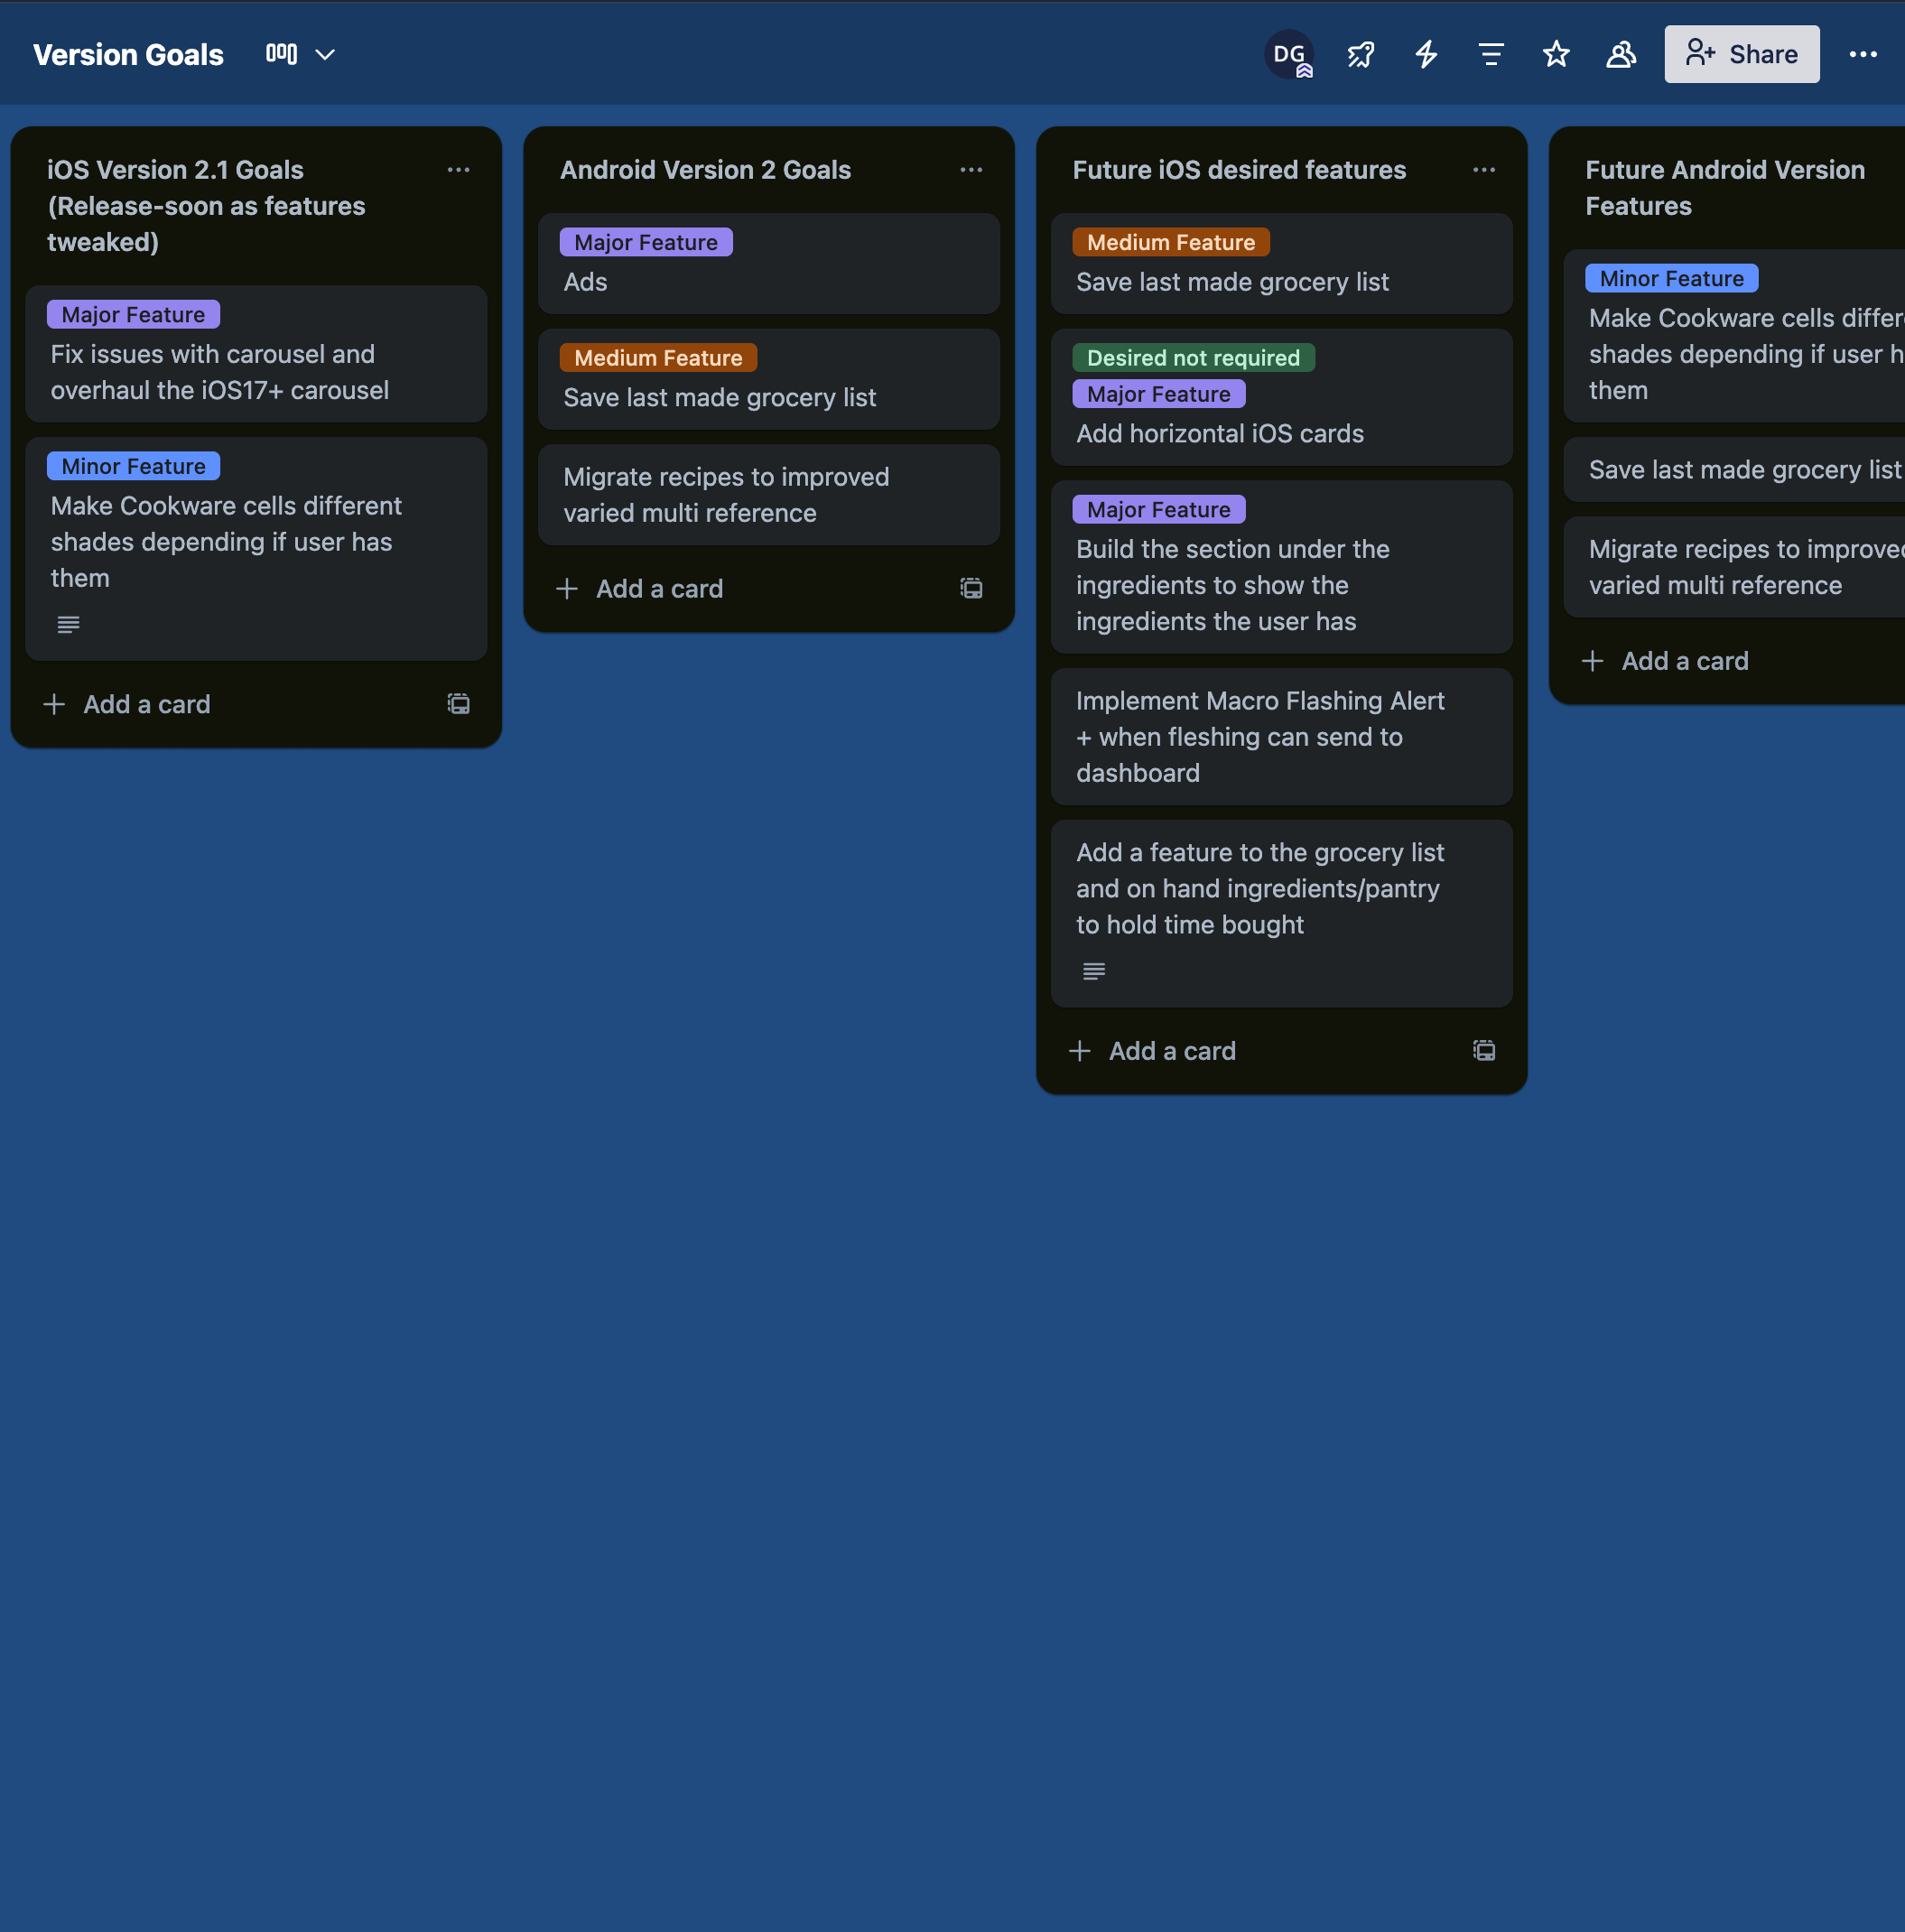 Version Goals
DG
Share
iOS Version 2.1 Goals
(Release-soon as features
tweaked)
Major Feature
Fix issues with carousel and
overhaul the iOS17+ carousel
Minor Feature
Make Cookware cells different
shades depending if user has
them
Add a card
Android Version 2 Goals
Major Feature
Ads
Medium Feature
Save last made grocery list
Migrate recipes to improved
varied multi reference
Add a card
Future iOS desired features
Medium Feature
Save last made grocery list
Desired not required
Major Feature
Add horizontal iOS cards
Major Feature
Build the section under the
ingredients to show the
ingredients the user has
Implement Macro Flashing Alert
+ when fleshing can send to
dashboard
Add a feature to the grocery list
and on hand ingredients/pantry
to hold time bought
Add a card
Future Android Version
Features
Minor Feature
Make Cookware cells
shades depending if user
them
Save last made grocery list
Migrate recipes to
varied multi reference
Add a card